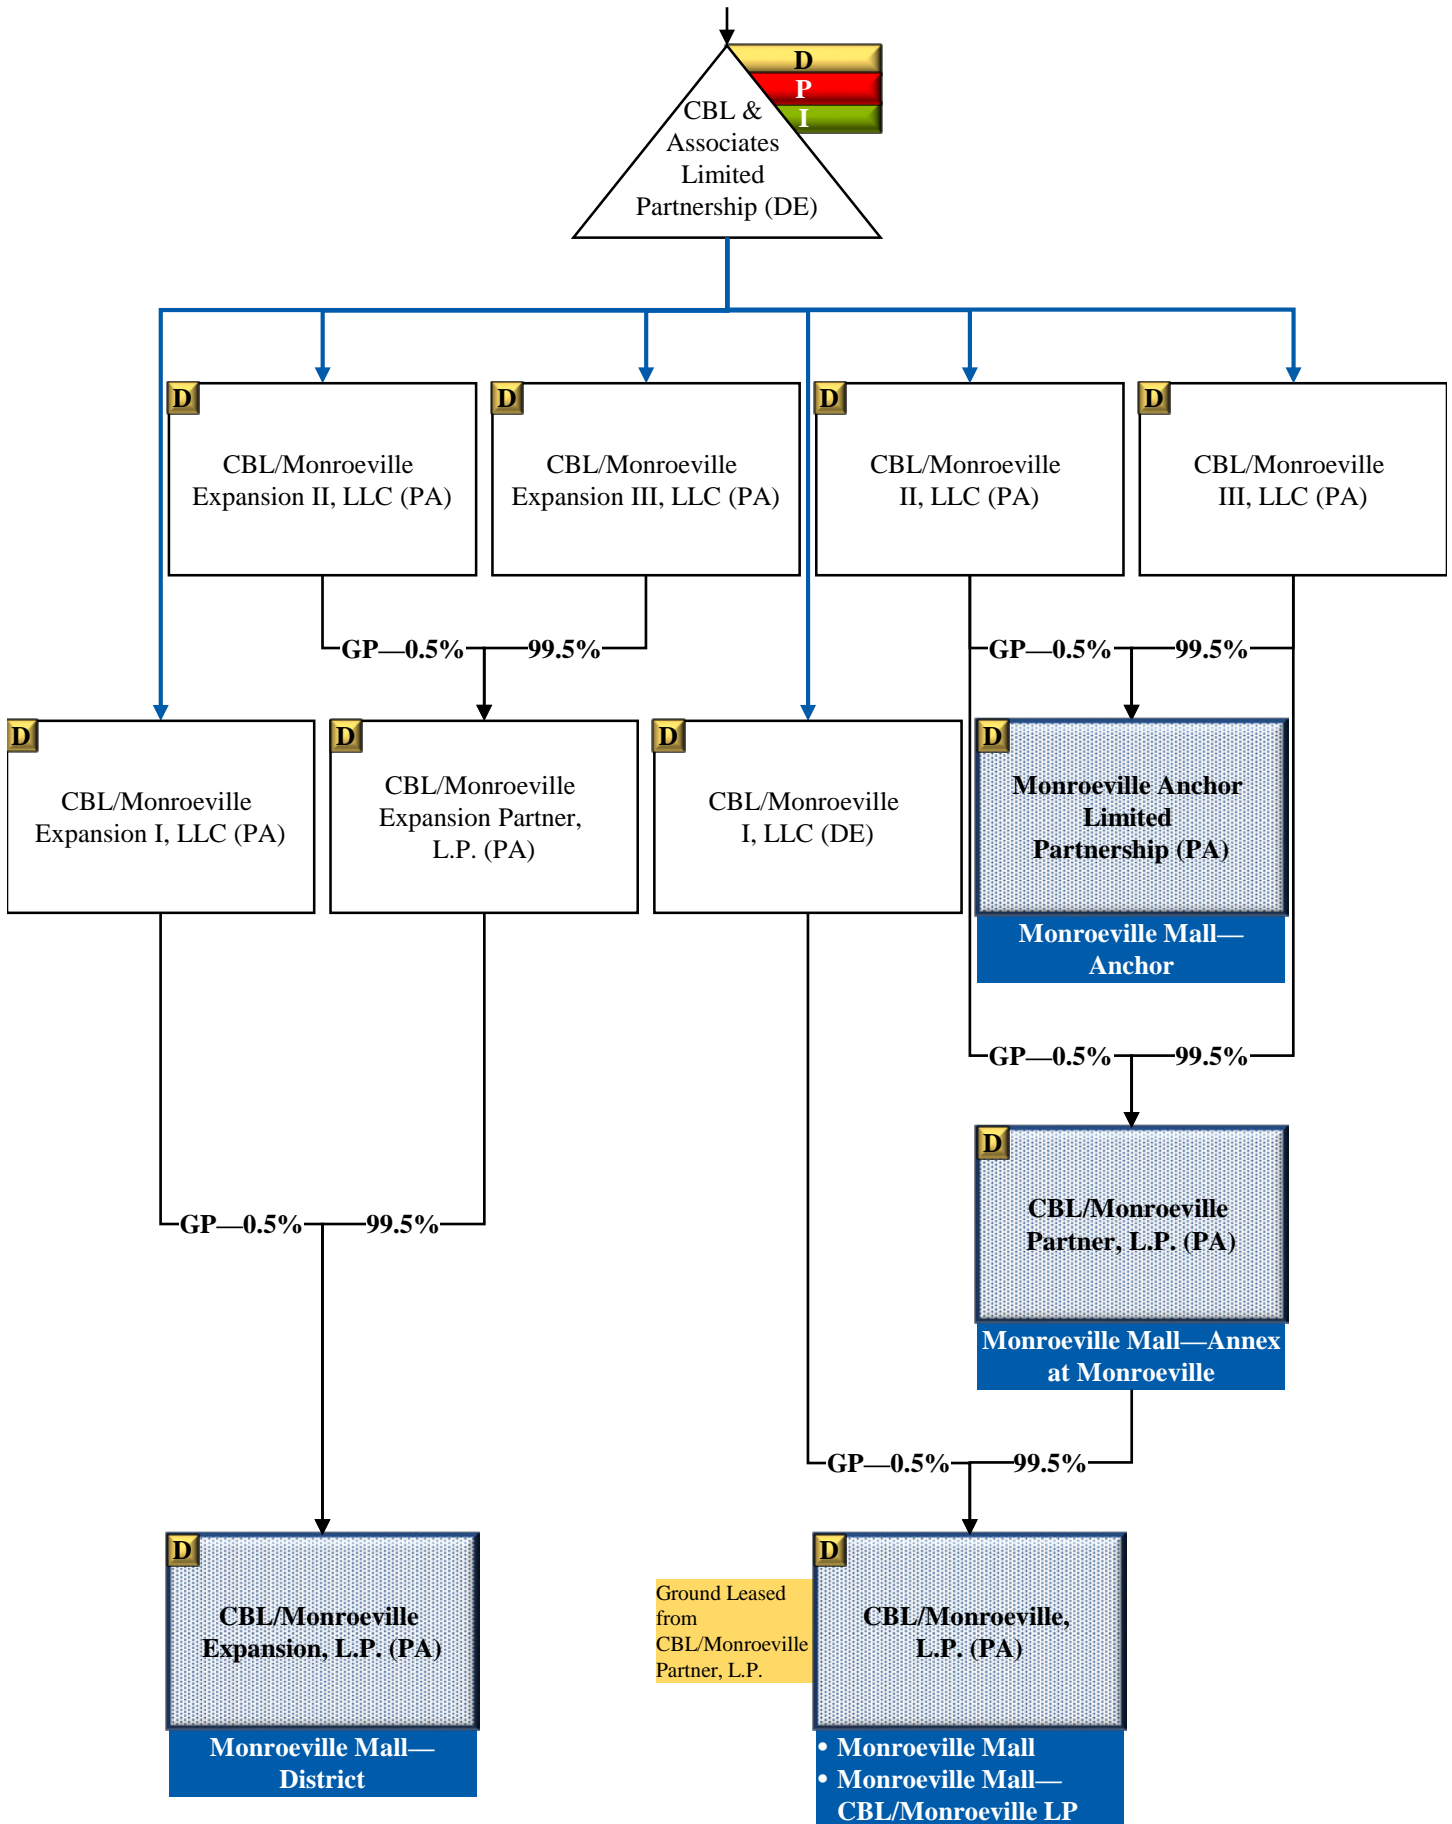 D
P
I
CBL &
Associates
Limited
Partnership (DE)
D
CBL/Monroeville
Expansion II, LLC (PA)
D
CBL/Monroeville
Expansion III, LLC (PA)
D
CBL/Monroeville
II, LLC (PA)
D
CBL/Monroeville
III, LLC (PA)
GP—0.5%
99.5%
GP—0.5%
99.5%
D
CBL/Monroeville
Expansion I, LLC (PA)
D
CBL/Monroeville
Expansion Partner,
L.P. (PA)
D
CBL/Monroeville
I, LLC (DE)
D
Monroeville Anchor
Limited
Partnership (PA)
Monroeville Mall—
Anchor
GP—0.5%
99.5%
D
CBL/Monroeville
Partner, L.P. (PA)
Monroeville Mall—Annex
at Monroeville
GP—0.5%
99.5%
GP—0.5%
99.5%
D
CBL/Monroeville
Expansion, L.P. (PA)
Monroeville Mall—
District
Ground Leased
from
CBL/Monroeville
Partner, L.P.
D
CBL/Monroeville,
L.P. (PA)
• Monroeville Mall
• Monroeville Mall—
CBL/Monroeville LP